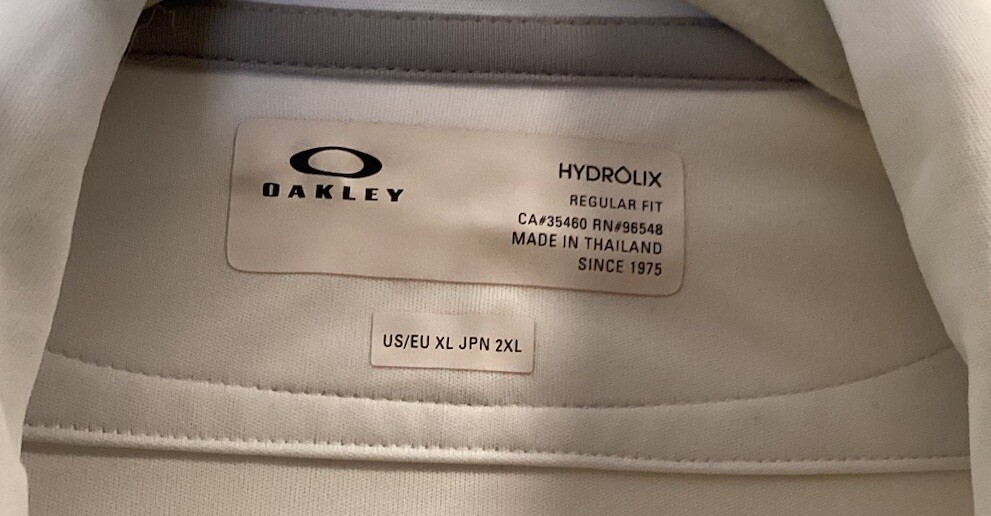 OAKLEY
HYDROLIX
REGULAR FIT
CA#35460 RN#96548
MADE IN THAILAND
SINCE 1975
US/EU XL JPN 2XL